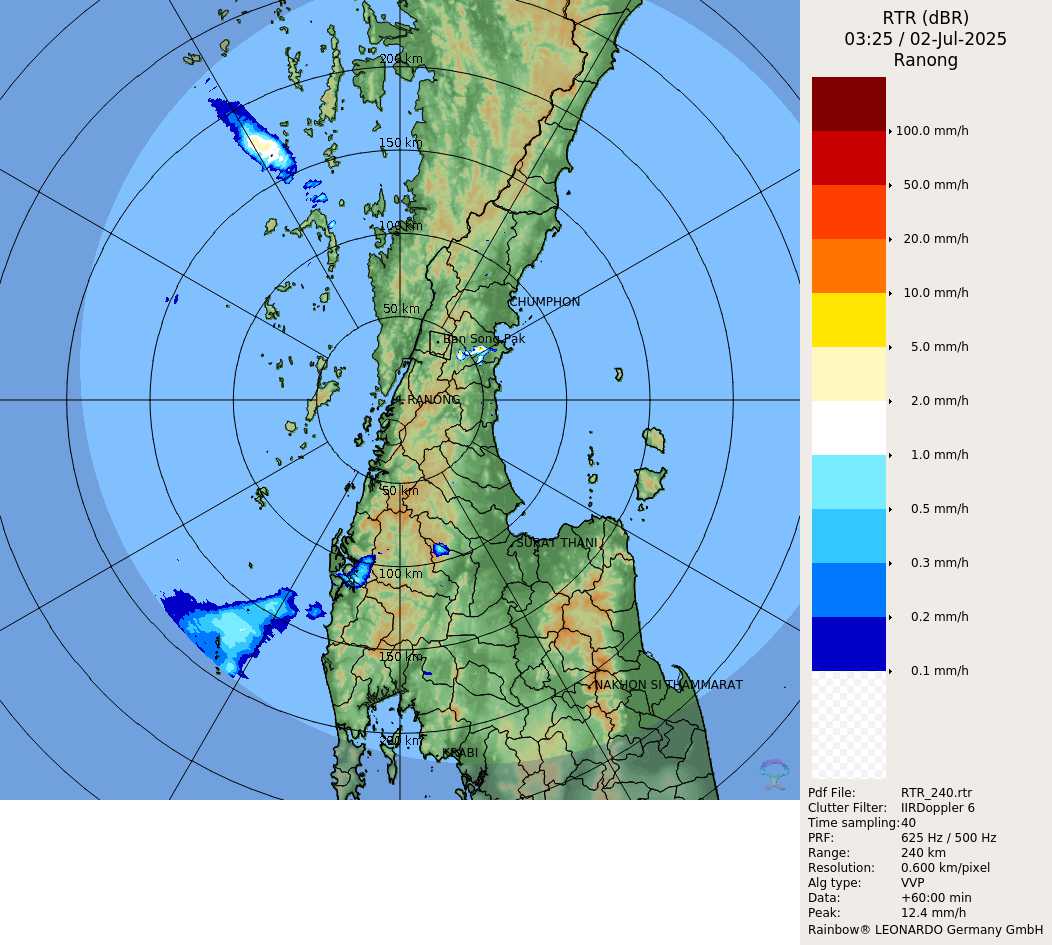 RTR (dBR)
03:25 / 02-Jul-2025
Ranong
100.0 mm/h
50.0 mm/h
20.0 mm/h
10.0 mm/h
5.0 mm/h
2.0 mm/h
1.0 mm/h
0.5 mm/h
0.3 mm/h
0.2 mm/h
0.1 mm/h
200 km
150 km
100 km
50 km
CHUMPHON
Ban Song Pak
RANONG
50 km
SURAT THANI
100 km
150 km
NAKHON SI THAMMARAT
200 km
KRABI
Pdf File: RTR_240.rtr
Clutter Filter: IIRDoppler 6
Time sampling:40
PRF: 625 Hz / 500 Hz
Range: 240 km
Resolution: 0.600 km/pixel
Alg type: VVP
Data: +60:00 min
Peak: 12.4 mm/h
Rainbow® LEONARDO Germany GmbH